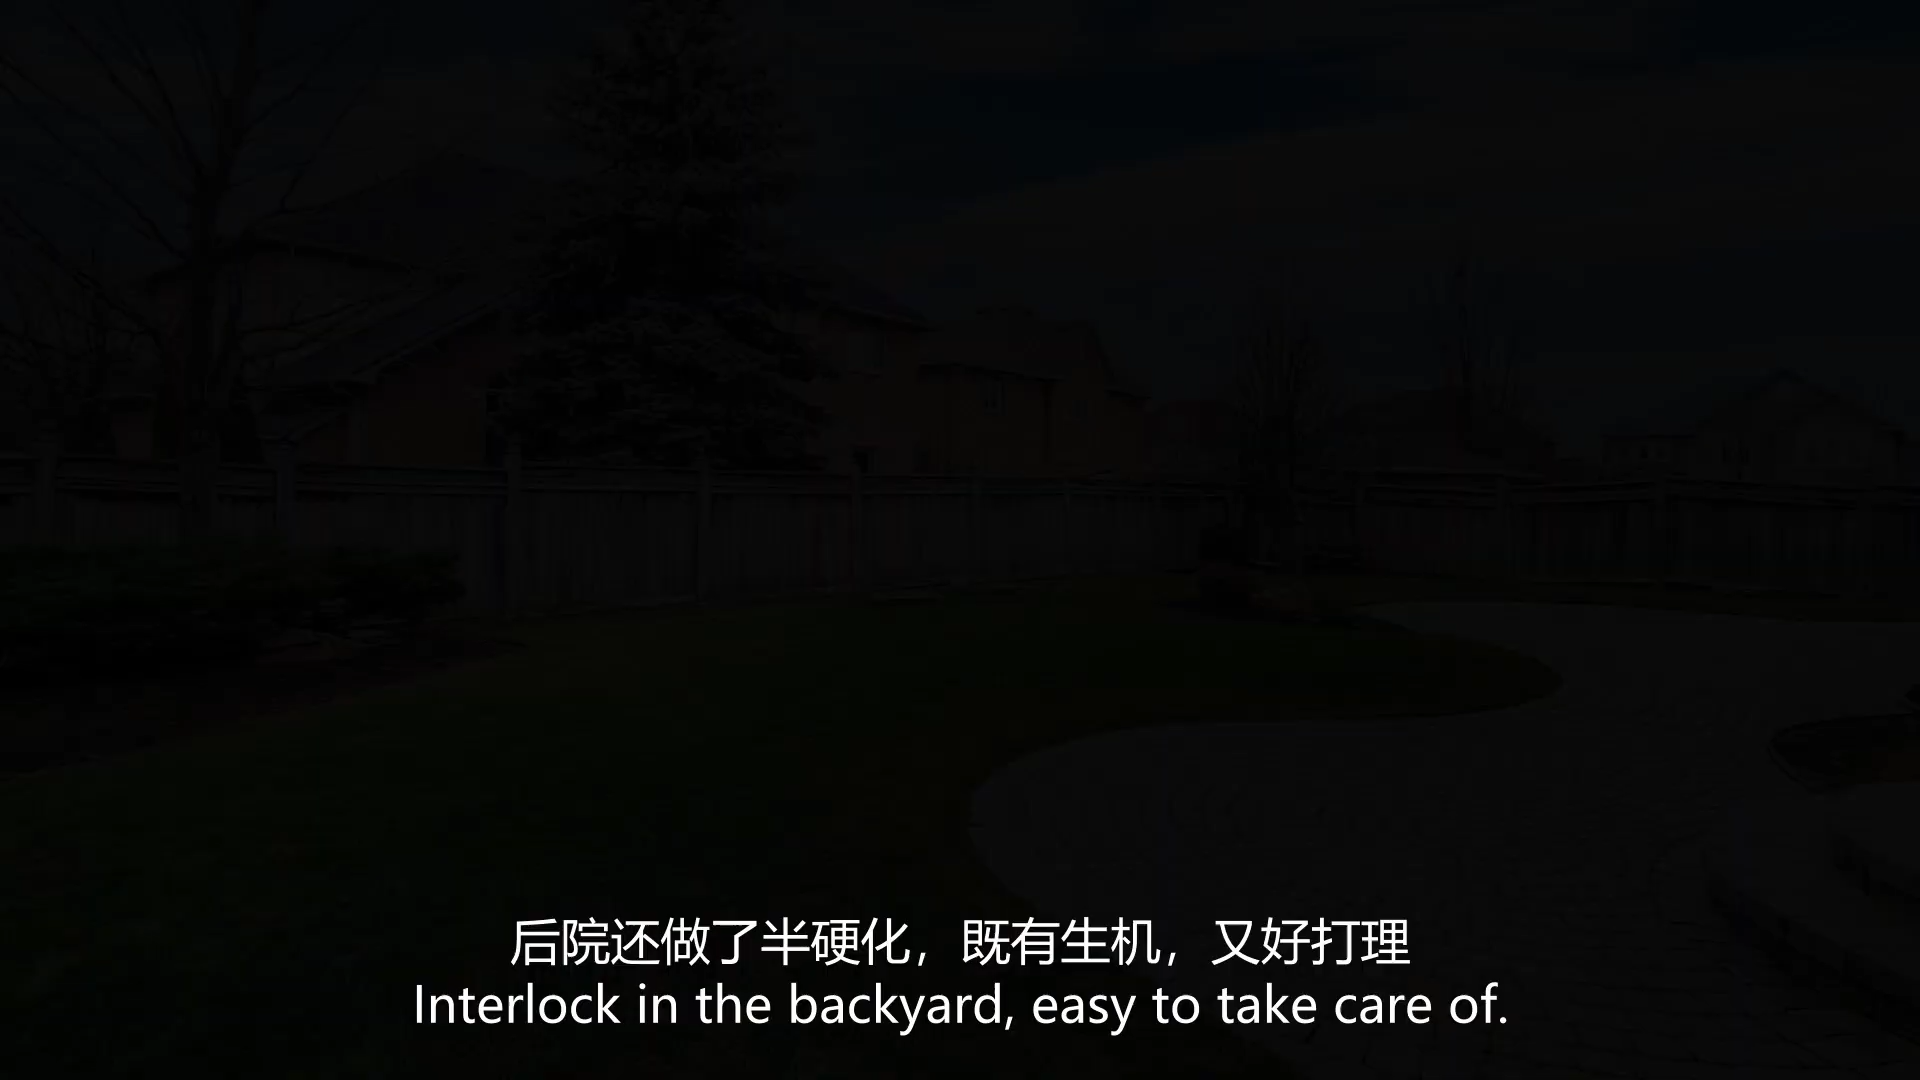 后院还做了半硬化，既有生机，又好打理
Interlock in the backyard, easy to take care of.